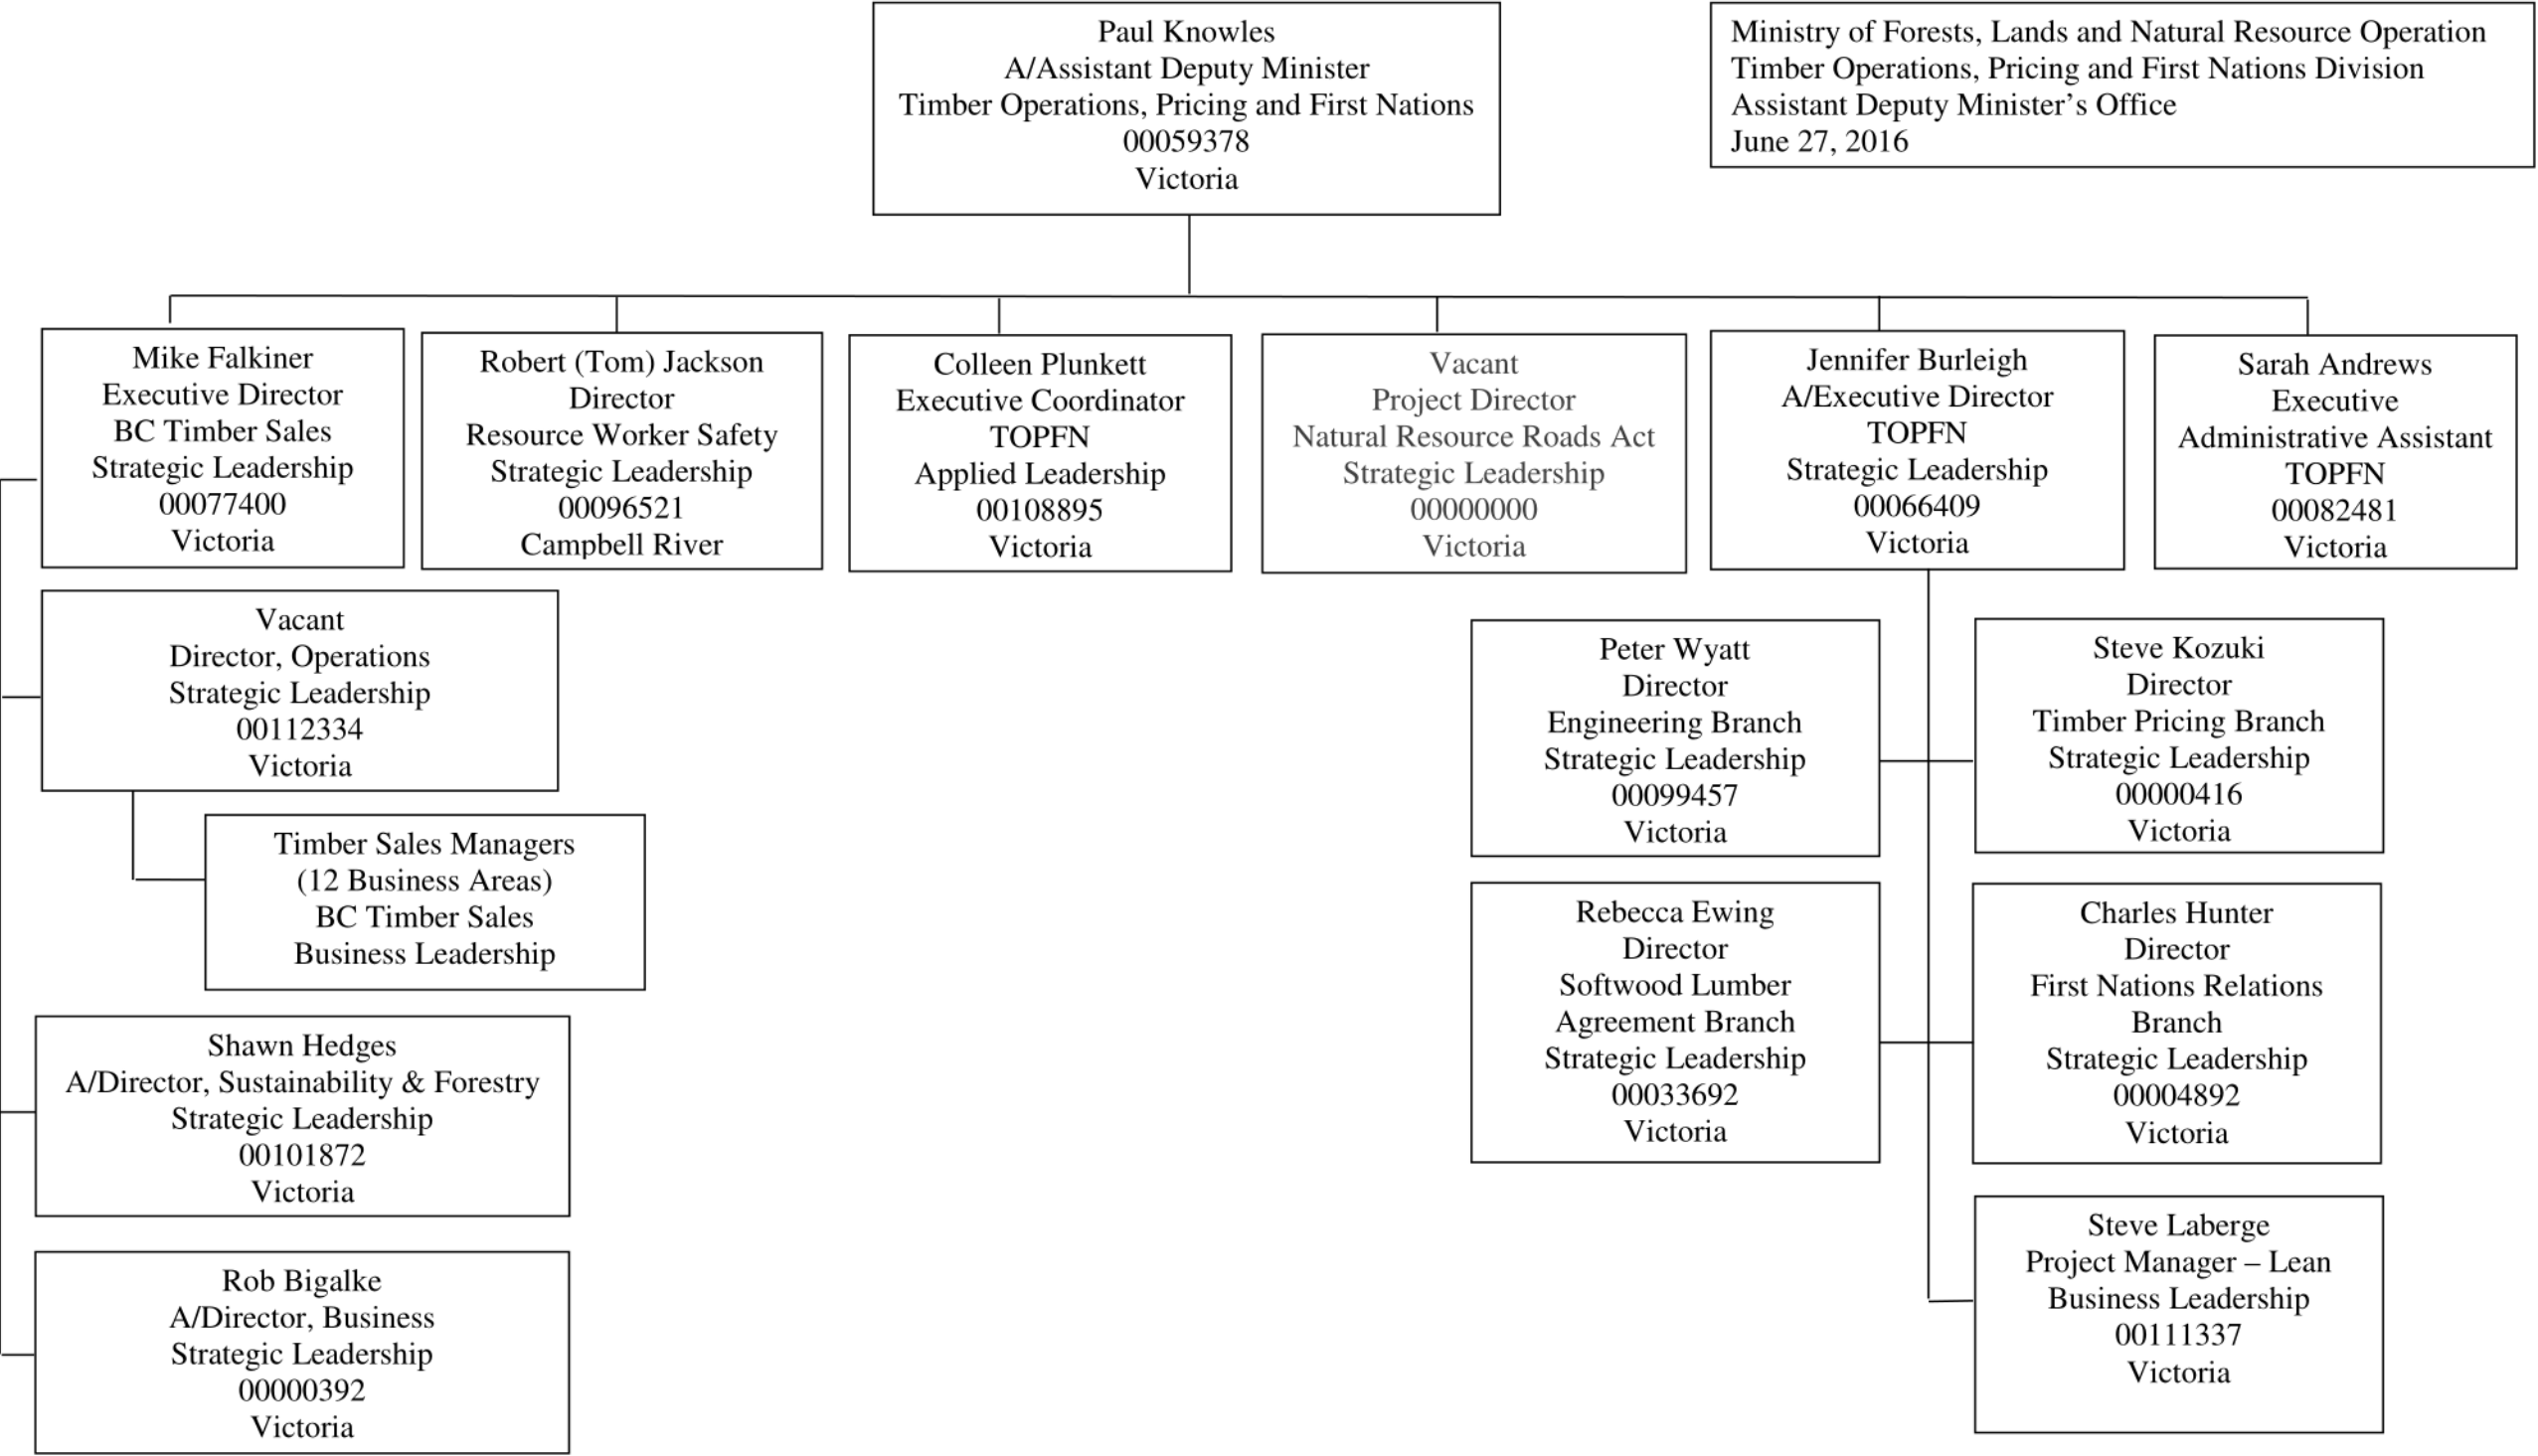 Paul Knowles
A/Assistant Deputy Minister
Timber Operations, Pricing and First Nations
00059378
Victoria
Ministry of Forests, Lands and Natural Resource Operation
Timber Operations, Pricing and First Nations Division
Assistant Deputy Minister’s Office
June 27, 2016
Mike Falkiner
Executive Director
BC Timber Sales
Strategic Leadership
00077400
Victoria
Robert (Tom) Jackson
Director
Resource Worker Safety
Strategic Leadership
00096521
Campbell River
Colleen Plunkett
Executive Coordinator
TOPFN
Applied Leadership
00108895
Victoria
Vacant
Project Director
Natural Resource Roads Act
Strategic Leadership
00000000
Victoria
Jennifer Burleigh
A/Executive Director
TOPFN
Strategic Leadership
00066409
Victoria
Sarah Andrews
Executive
Administrative Assistant
TOPFN
00082481
Victoria
Vacant
Director, Operations
Strategic Leadership
00112334
Victoria
Timber Sales Managers
(12 Business Areas)
BC Timber Sales
Business Leadership
Shawn Hedges
A/Director, Sustainability & Forestry
Strategic Leadership
00101872
Victoria
Rob Bigalke
A/Director, Business
Strategic Leadership
00000392
Victoria
Peter Wyatt
Director
Engineering Branch
Strategic Leadership
00099457
Victoria
Steve Kozuki
Director
Timber Pricing Branch
Strategic Leadership
00000416
Victoria
Rebecca Ewing
Director
Softwood Lumber
Agreement Branch
Strategic Leadership
00033692
Victoria
Charles Hunter
Director
First Nations Relations
Branch
Strategic Leadership
00004892
Victoria
Steve Laberge
Project Manager – Lean
Business Leadership
00111337
Victoria